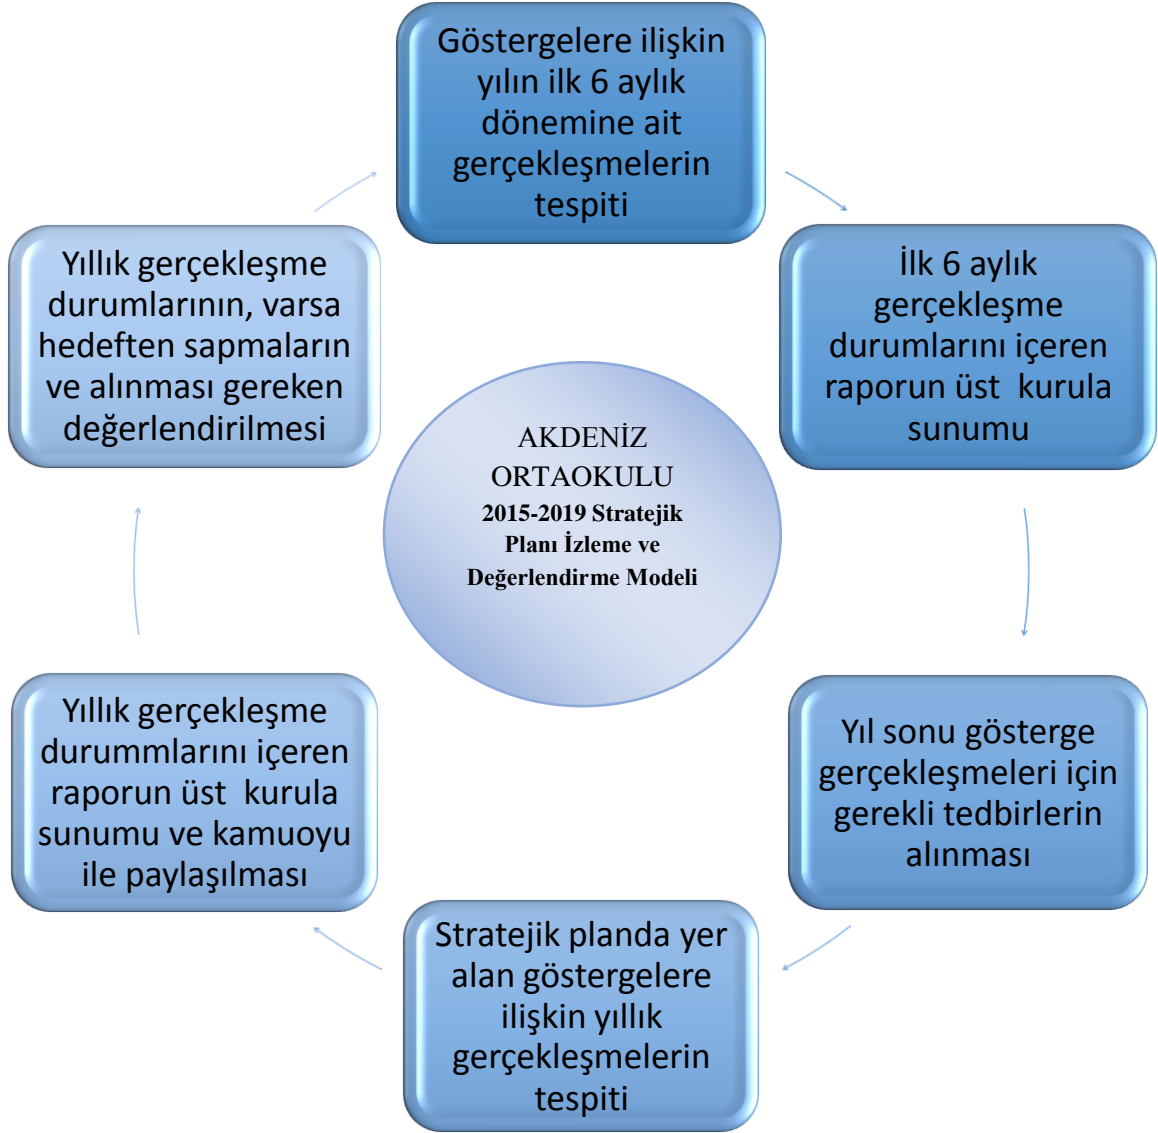 Göstergelere ilişkin
yılın ilk 6 aylık
dönemine ait
gerçekleşmelerin
tespiti
İlk 6 aylık
gerçekleşme
durumlarını içeren
raporun üst  kurula
sunumu
Yıl sonu gösterge
gerçekleşmeleri için
gerekli tedbirlerin
alınması
Stratejik planda yer
alan göstergelere
ilişkin yıllık
gerçekleşmelerin
tespiti
Yıllık gerçekleşme
durummlarını içeren
raporun üst  kurula
sunumu ve kamuoyu
ile paylaşılması
Yıllık gerçekleşme
durumlarının, varsa
hedeften sapmaların
ve alınması gereken
değerlendirilmesi
AKDENİZ
ORTAOKULU
2015-2019 Stratejik
Planı İzleme ve
Değerlendirme Modeli